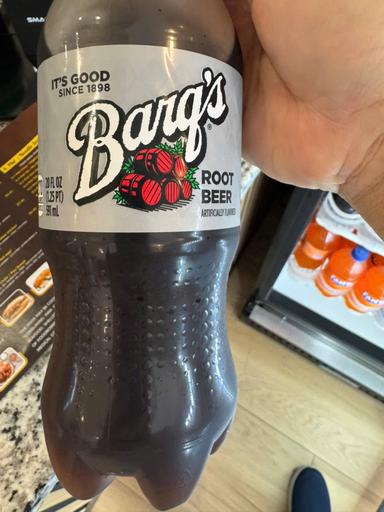 IT'S GOOD
SINCE 1898
Barq's
ROOT
BEER
ARTIFICIALLY FLAVORED
20 FL OZ
(1.25 PT)
591 mL